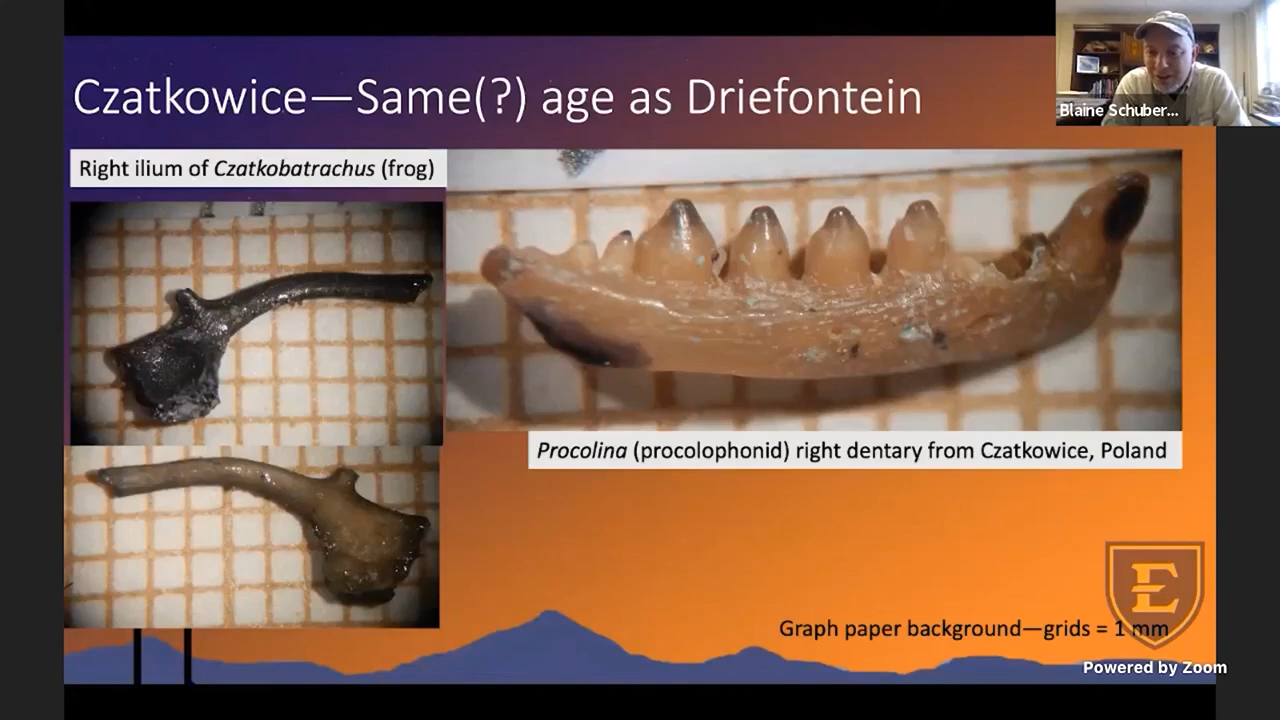 Czatkowice—Same(?) age as Driefontein
Blaine Schuber...
Right ilium of Czatkobatrachus (frog)
Procolina (procolophonid) right dentary from Czatkowice, Poland
E
Graph paper background—grids = 1 mm
Powered by Zoom